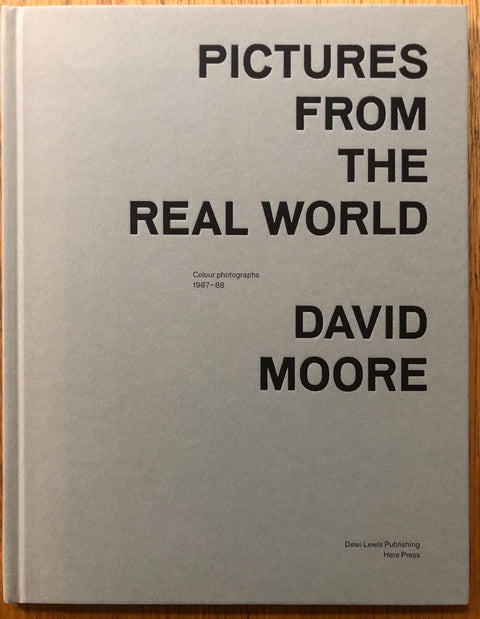 PICTURES
FROM
THE
REAL WORLD
Colour photographs
1987–88
DAVID
MOORE
Dewi Lewis Publishing
Here Press